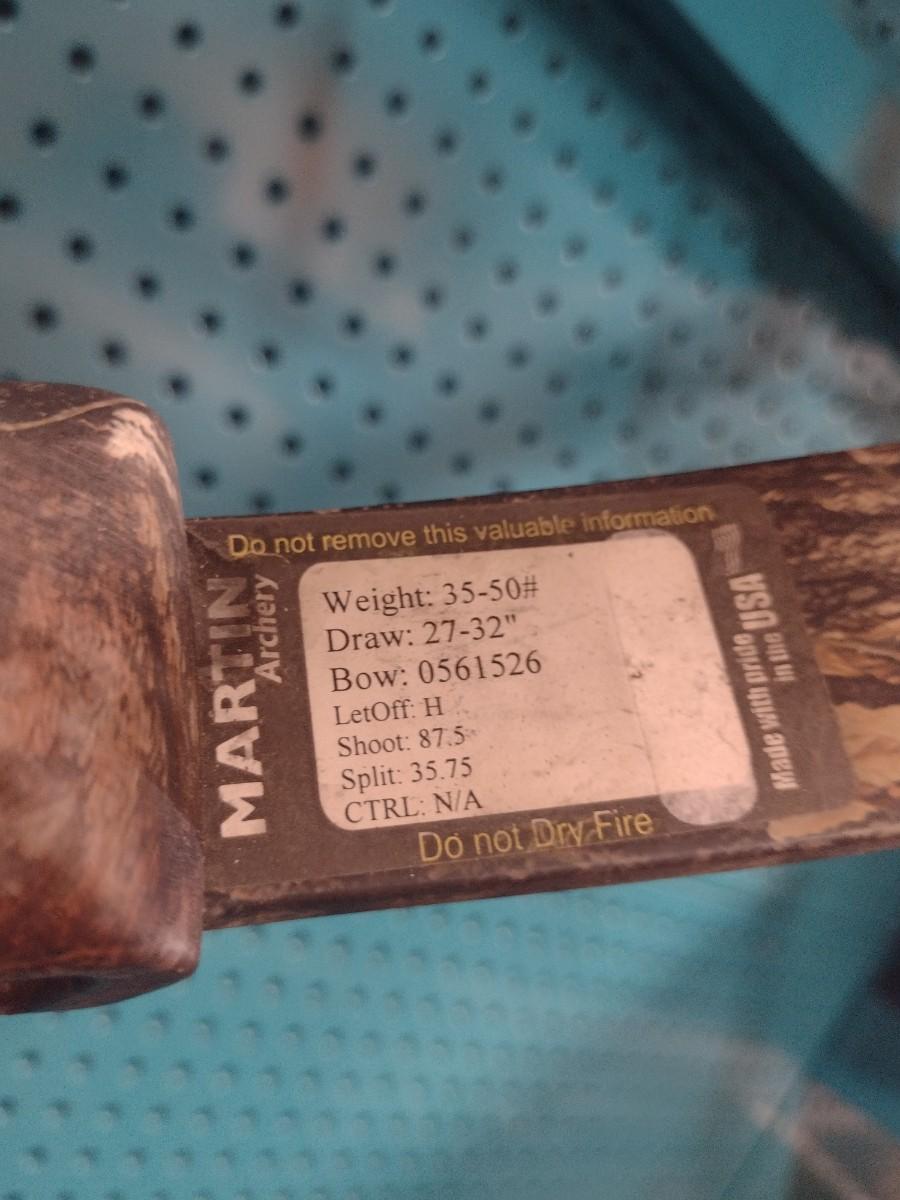 Do not remove this valuable information
MARTIN
Archery
Weight: 35-50#
Draw: 27-32"
Bow: 0561526
LetOff: H
Shoot: 87.5
Split: 35.75
CTRL: N/A
Made with pride
in the USA
Do not Dry Fire